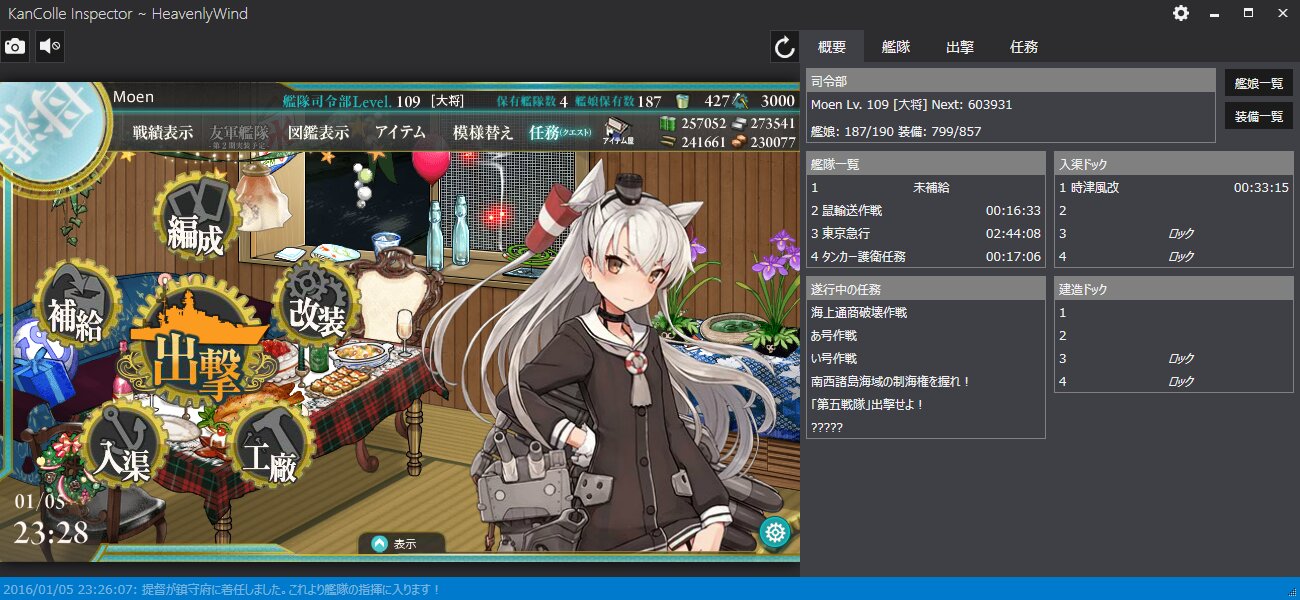 KanColle Inspector ~ HeavenlyWind
概要 艦隊 出撃 任務
Moen
艦隊司令部Level. 109 [大将] 保有艦隊数 4 艦娘保有数 187 427 3000
戦績表示 友軍艦隊 図鑑表示 アイテム 模様替え 任務(クエスト) アイテム屋
第2期実装予定
257052 273541
241661 230077
編成
補給
改装
出撃
入渠
工廠
01/05
23:28
表示
司令部
Moen Lv. 109 [大将] Next: 603931
艦娘: 187/190 装備: 799/857
艦娘一覧
装備一覧
艦隊一覧
1 未補給
2 鼠輸送作戦 00:16:33
3 東京急行 02:44:08
4 タンカー護衛任務 00:17:06
入渠ドック
1 時津風改 00:33:15
2
3 ロック
4 ロック
遂行中の任務
海上通商破壊作戦
あ号作戦
い号作戦
南西諸島海域の制海権を握れ！
「第五戦隊」出撃せよ！
?????
建造ドック
1
2
3 ロック
4 ロック
2016/01/05 23:26:07: 提督が鎮守府に着任しました。これより艦隊の指揮に入ります！